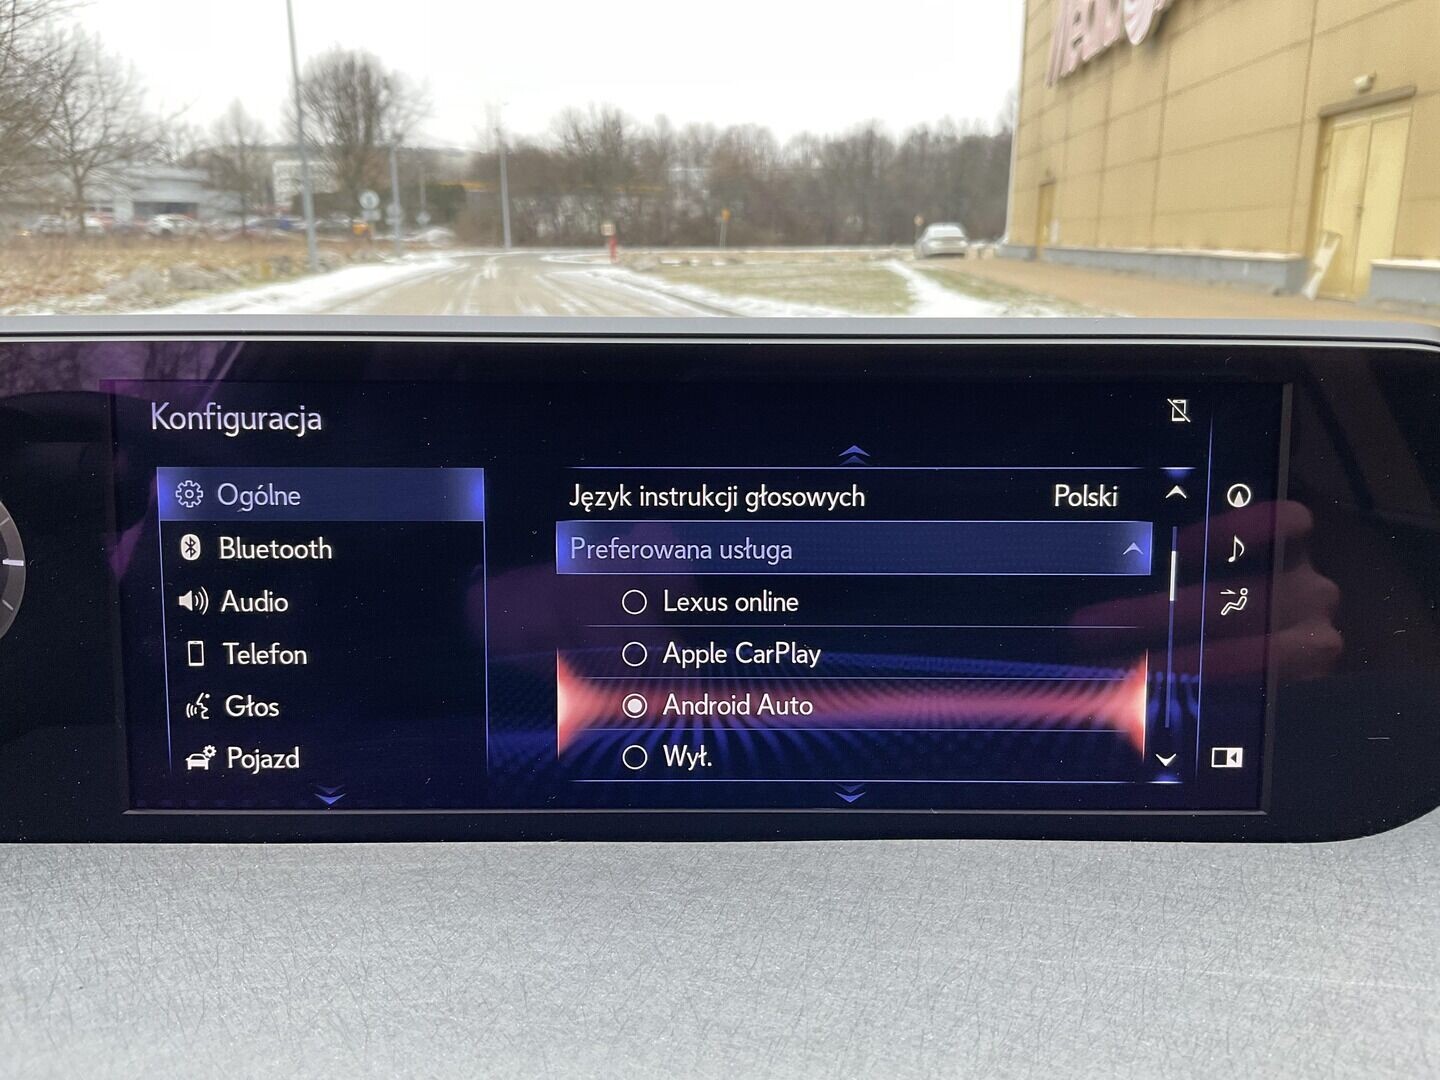 Konfiguracja
Ogólne
Bluetooth
Audio
Telefon
Głos
Pojazd
Język instrukcji głosowych Polski
Preferowana usługa
Lexus online
Apple CarPlay
Android Auto
Wył.